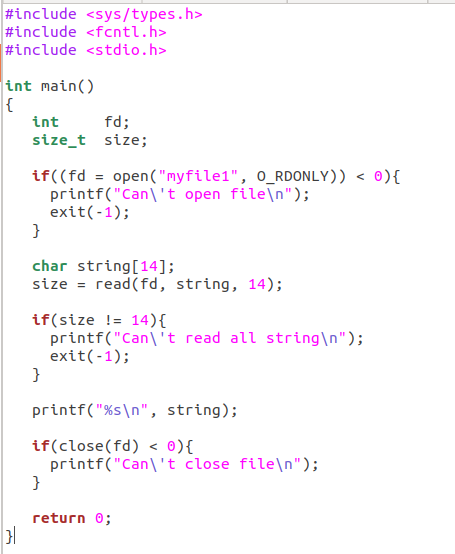 #include <sys/types.h>
#include <fcntl.h>
#include <stdio.h>

int main()
{
   int     fd;
   size_t  size;

   if((fd = open("myfile1", O_RDONLY)) < 0){
     printf("Can\'t open file\n");
     exit(-1);
   }

   char string[14];
   size = read(fd, string, 14);

   if(size != 14){
     printf("Can\'t read all string\n");
     exit(-1);
   }

   printf("%s\n", string);

   if(close(fd) < 0){
     printf("Can\'t close file\n");
   }

   return 0;
}